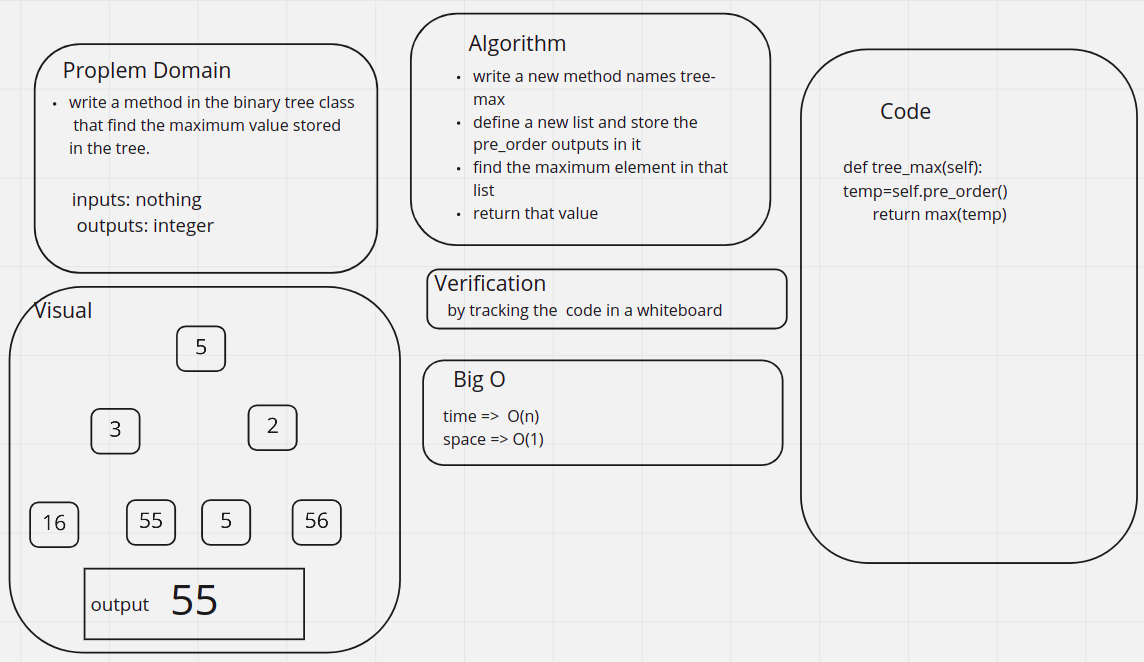 Proplem Domain
• write a method in the binary tree class
that find the maximum value stored
in the tree.
inputs: nothing
outputs: integer
Algorithm
• write a new method names tree-
max
• define a new list and store the
pre_order outputs in it
• find the maximum element in that
list
• return that value
Code
def tree_max(self):
temp=self.pre_order()
return max(temp)
Verification
by tracking the code in a whiteboard
Big O
time => O(n)
space => O(1)
Visual
5
3 2
16 55 5 56
output 55